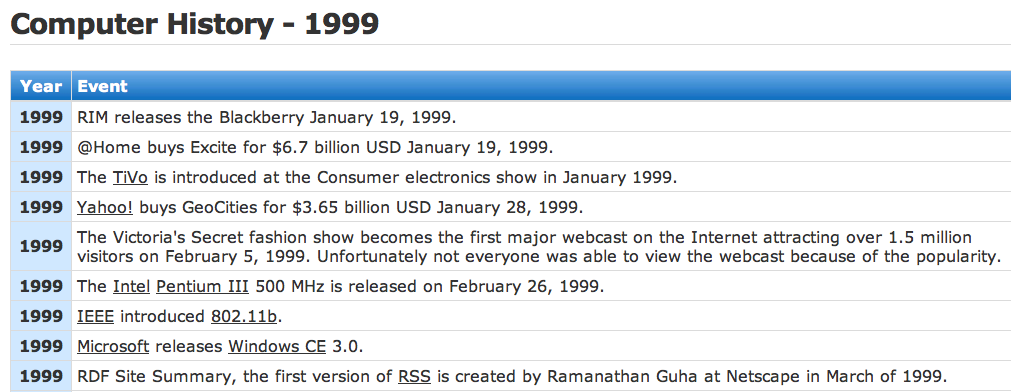 Computer History - 1999
Year Event
1999 RIM releases the Blackberry January 19, 1999.
1999 @Home buys Excite for $6.7 billion USD January 19, 1999.
1999 The TiVo is introduced at the Consumer electronics show in January 1999.
1999 Yahoo! buys GeoCities for $3.65 billion USD January 28, 1999.
1999 The Victoria's Secret fashion show becomes the first major webcast on the Internet attracting over 1.5 million
visitors on February 5, 1999. Unfortunately not everyone was able to view the webcast because of the popularity.
1999 The Intel Pentium III 500 MHz is released on February 26, 1999.
1999 IEEE introduced 802.11b.
1999 Microsoft releases Windows CE 3.0.
1999 RDF Site Summary, the first version of RSS is created by Ramanathan Guha at Netscape in March of 1999.